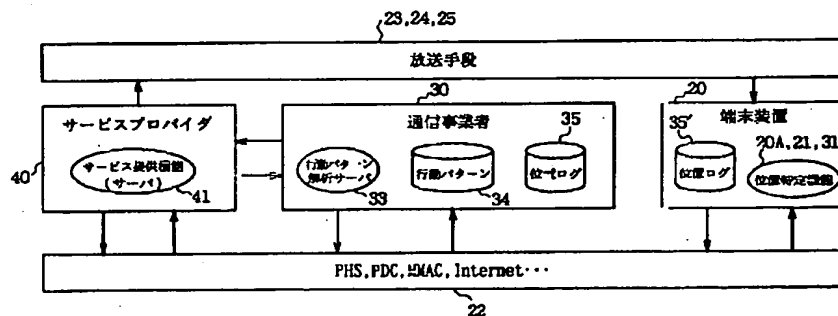 23,24,25
放送手段
30
20
サービスプロバイダ
通信事業者
端末装置
35
35'
20A,21,31
40
サービス提供機能
(サーバ)
行動パターン
解析サーバ
行動パターン
位置ログ
位置ログ
位置特定機能
41
33
34
PHS,PDC,MMAC,Internet···
22